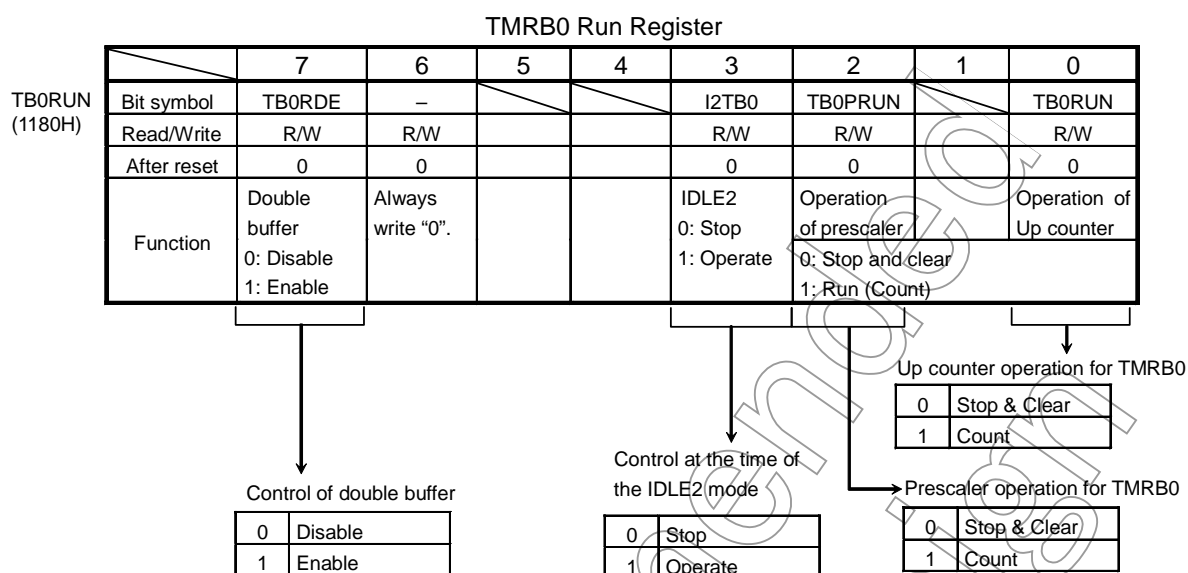 TMRB0 Run Register
7 6 5 4 3 2 1 0
TB0RUN
(1180H)
Bit symbol TB0RDE – I2TB0 TB0PRUN TB0RUN
Read/Write R/W R/W R/W R/W R/W
After reset 0 0 0 0 0
Function
Double
buffer
0: Disable
1: Enable
Always
write “0”.
IDLE2
0: Stop
1: Operate
Operation
of prescaler
Operation of
Up counter
0: Stop and clear
1: Run (Count)
Up counter operation for TMRB0
0 Stop & Clear
1 Count
Control at the time of
the IDLE2 mode
0 Stop
1 Operate
Prescaler operation for TMRB0
0 Stop & Clear
1 Count
Control of double buffer
0 Disable
1 Enable